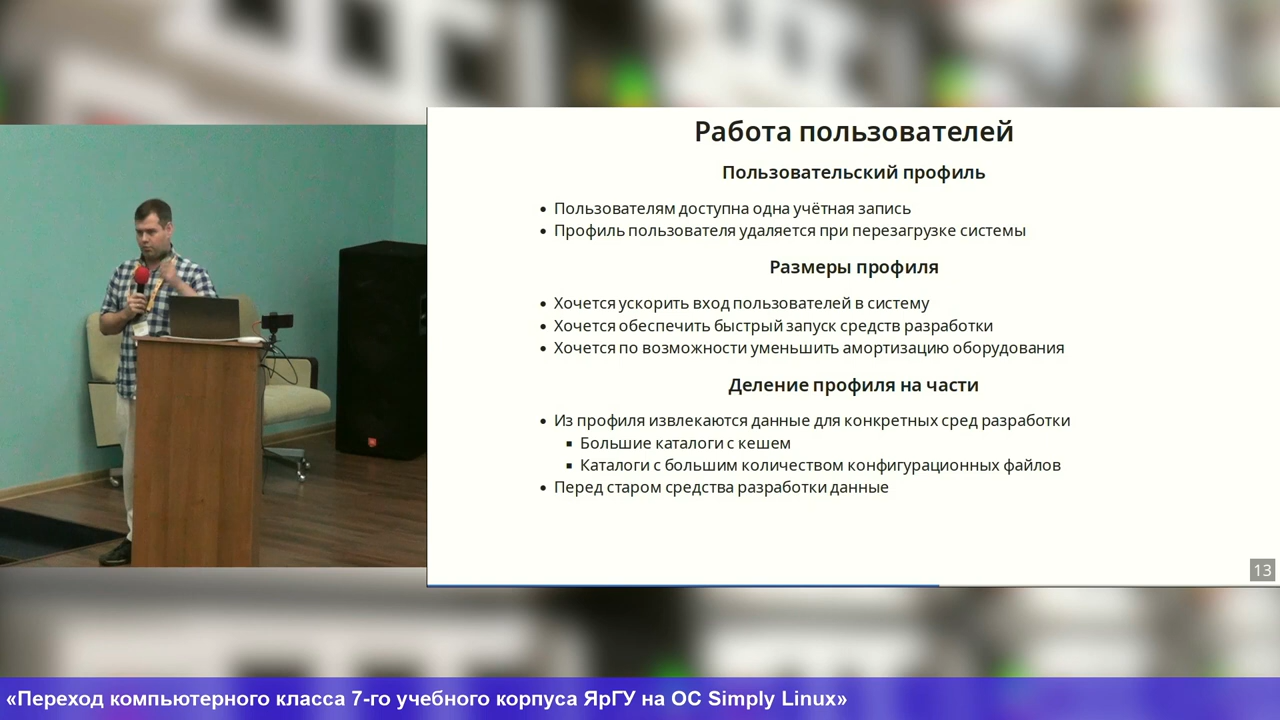 Работа пользователей
Пользовательский профиль
• Пользователям доступна одна учётная запись
• Профиль пользователя удаляется при перезагрузке системы
Размеры профиля
• Хочется ускорить вход пользователей в систему
• Хочется обеспечить быстрый запуск средств разработки
• Хочется по возможности уменьшить амортизацию оборудования
Деление профиля на части
• Из профиля извлекаются данные для конкретных сред разработки
▪ Большие каталоги с кешем
▪ Каталоги с большим количеством конфигурационных файлов
• Перед старом средства разработки данные
13
«Переход компьютерного класса 7-го учебного корпуса ЯрГУ на ОС Simply Linux»